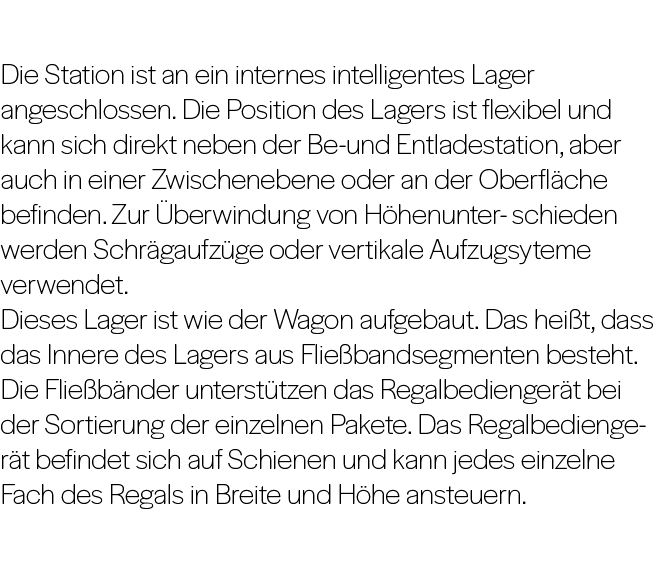 Die Station ist an ein internes intelligentes Lager
angeschlossen. Die Position des Lagers ist flexibel und
kann sich direkt neben der Be-und Entladestation, aber
auch in einer Zwischenebene oder an der Oberfläche
befinden. Zur Überwindung von Höhenunter- schieden
werden Schrägaufzüge oder vertikale Aufzugsyteme
verwendet.
Dieses Lager ist wie der Wagon aufgebaut. Das heißt, dass
das Innere des Lagers aus Fließbandsegmenten besteht.
Die Fließbänder unterstützen das Regalbediengerät bei
der Sortierung der einzelnen Pakete. Das Regalbedienge-
rät befindet sich auf Schienen und kann jedes einzelne
Fach des Regals in Breite und Höhe ansteuern.